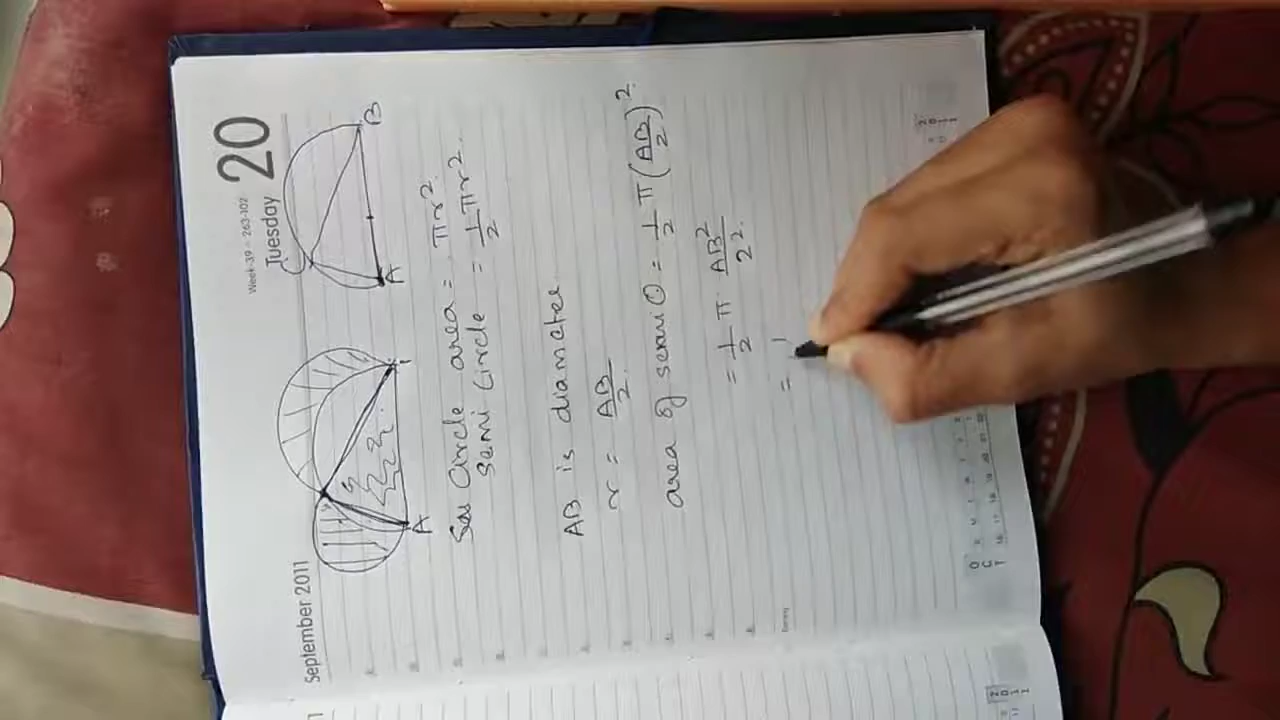 September 2011
Week-39 • 263-102
Tuesday 20
C
B
A
A
circle area = πr².
Semi Circle = 1/2 πr².
AB is diameter
r = AB/2
area of semi O = 1/2 π (AB/2)².
= 1/2 π AB²/2².
= 1